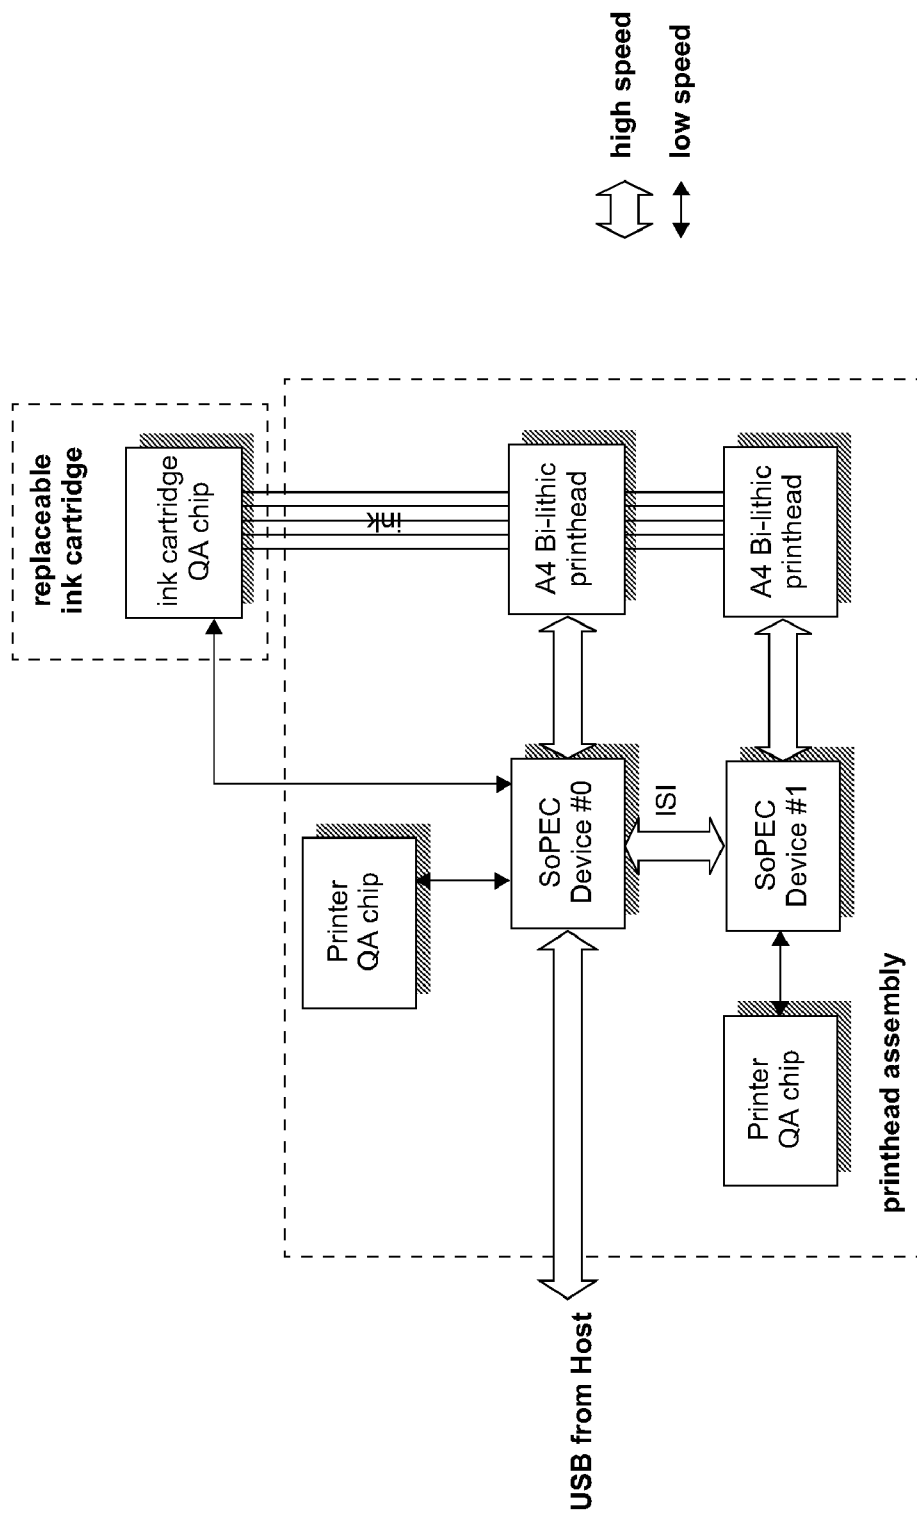 replaceable
ink cartridge
ink cartridge
QA chip
ink
Printer
QA chip
USB from Host
SoPEC
Device #0
A4 Bi-lithic
printhead
ISI
Printer
QA chip
SoPEC
Device #1
A4 Bi-lithic
printhead
printhead assembly
high speed
low speed